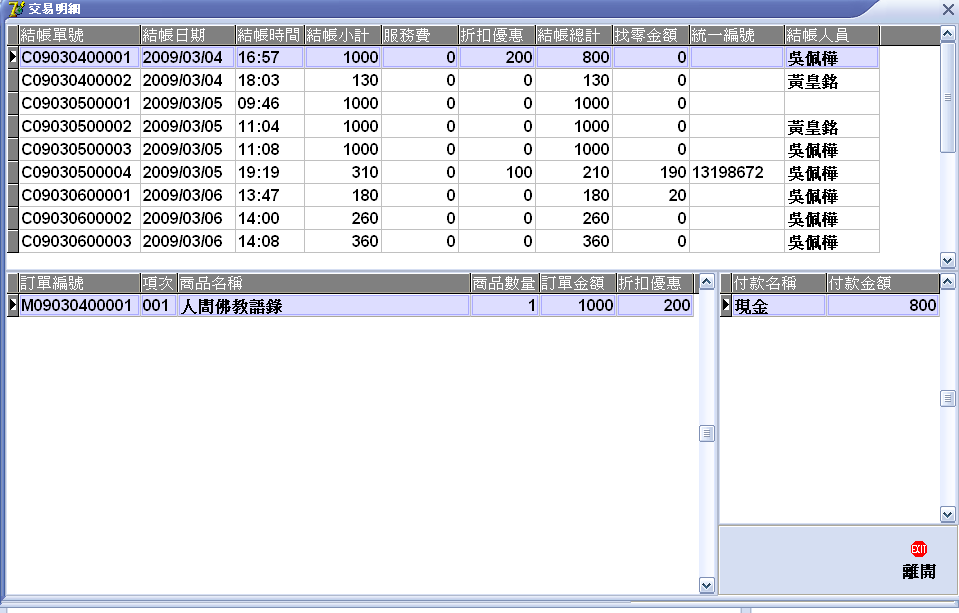 交易明細
結帳單號 結帳日期 結帳時間 結帳小計 服務費 折扣優惠 結帳總計 找零金額 統一編號 結帳人員
C09030400001 2009/03/04 16:57 1000 0 200 800 0 吳佩樺
C09030400002 2009/03/04 18:03 130 0 0 130 0 黃皇銘
C09030500001 2009/03/05 09:46 1000 0 0 1000 0
C09030500002 2009/03/05 11:04 1000 0 0 1000 0 黃皇銘
C09030500003 2009/03/05 11:08 1000 0 0 1000 0 吳佩樺
C09030500004 2009/03/05 19:19 310 0 100 210 190 13198672 吳佩樺
C09030600001 2009/03/06 13:47 180 0 0 180 20 吳佩樺
C09030600002 2009/03/06 14:00 260 0 0 260 0 吳佩樺
C09030600003 2009/03/06 14:08 360 0 0 360 0 吳佩樺
訂單編號 項次 商品名稱 商品數量 訂單金額 折扣優惠
M09030400001 001 人間佛教語錄 1 1000 200
付款名稱 付款金額
現金 800
EXIT
離開